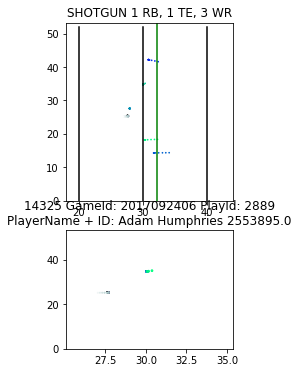 SHOTGUN 1 RB, 1 TE, 3 WR
50
40
30
20
10
0
20 30 40
14325 GameId: 2017092406 PlayId: 2889
PlayerName + ID: Adam Humphries 2553895.0
40
20
0
27.5 30.0 32.5 35.0